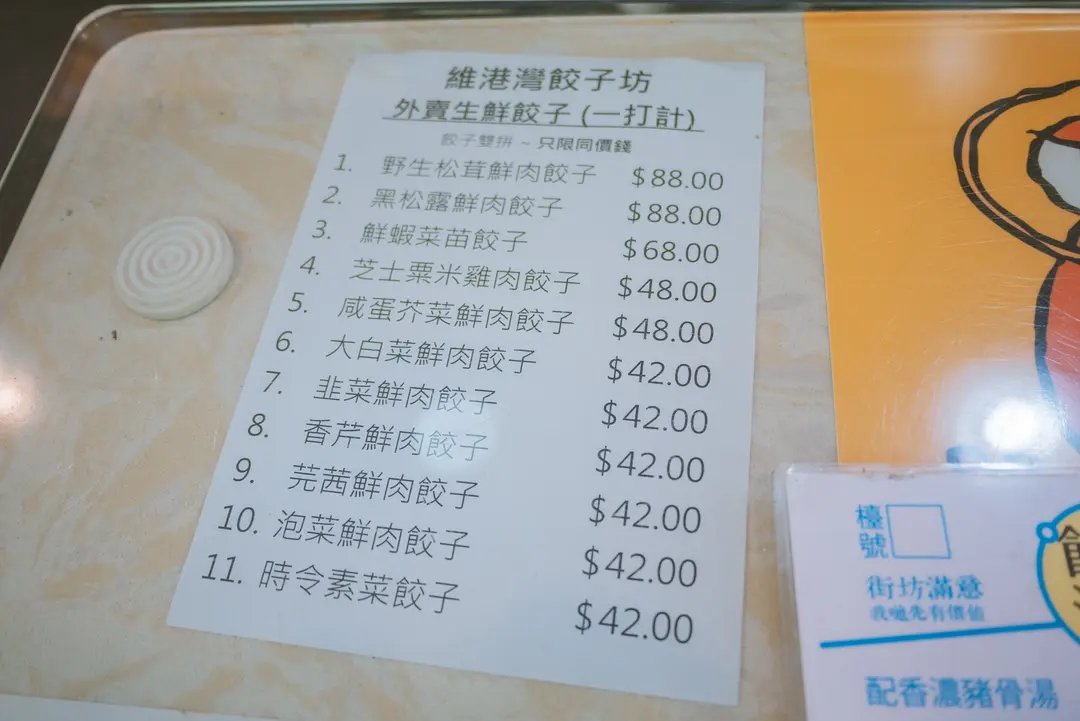 維港灣餃子坊
外賣生鮮餃子 (一打計)
餃子雙拼 ~ 只限同價錢
1. 野生松茸鮮肉餃子 $88.00
2. 黑松露鮮肉餃子 $88.00
3. 鮮蝦菜苗餃子 $68.00
4. 芝士粟米雞肉餃子 $48.00
5. 咸蛋芥菜鮮肉餃子 $48.00
6. 大白菜鮮肉餃子 $42.00
7. 韭菜鮮肉餃子 $42.00
8. 香芹鮮肉餃子 $42.00
9. 芫茜鮮肉餃子 $42.00
10. 泡菜鮮肉餃子 $42.00
11. 時令素菜餃子 $42.00
檯號
街坊滿意
我哋先有價值
配香濃豬骨湯